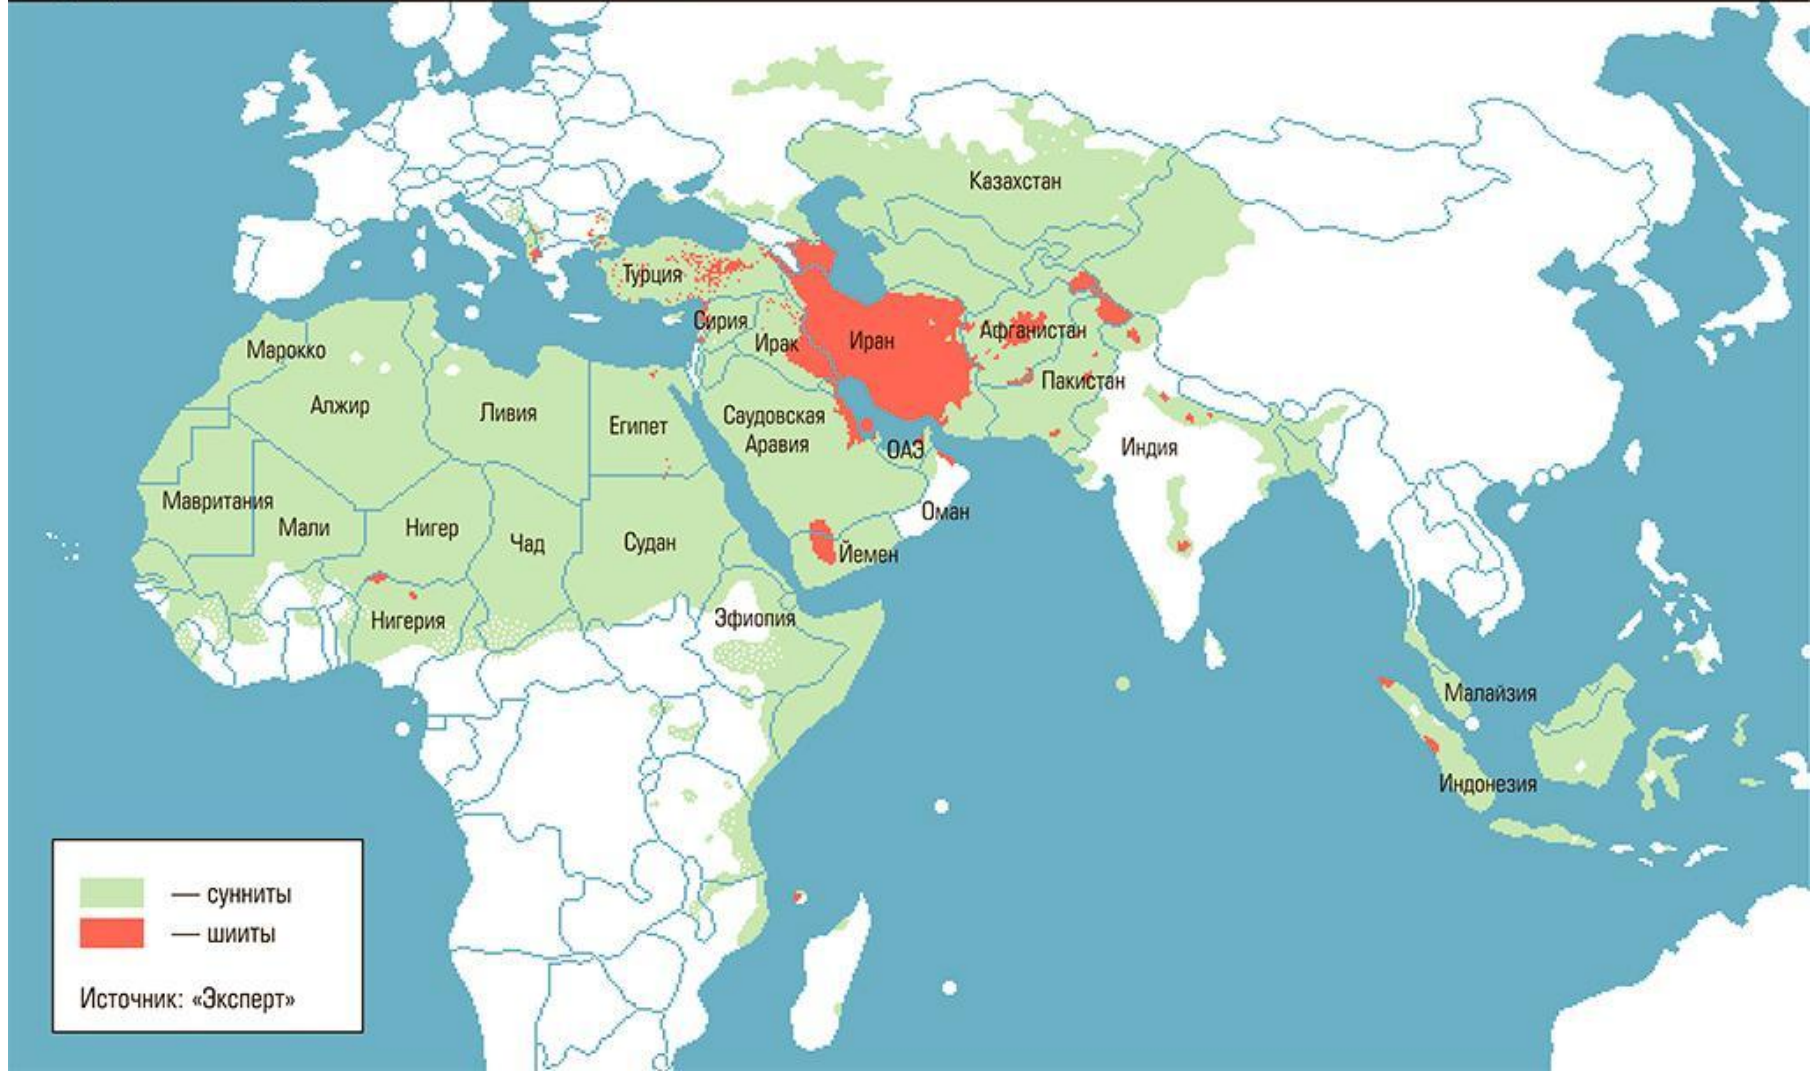 Казахстан
Турция
Сирия
Ирак
Иран
Афганистан
Пакистан
Марокко
Алжир
Ливия
Египет
Саудовская
Аравия
ОАЭ
Индия
Оман
Мавритания
Мали
Нигер
Чад
Судан
Йемен
Нигерия
Эфиопия
Малайзия
Индонезия
— сунниты
— шииты
Источник: «Эксперт»